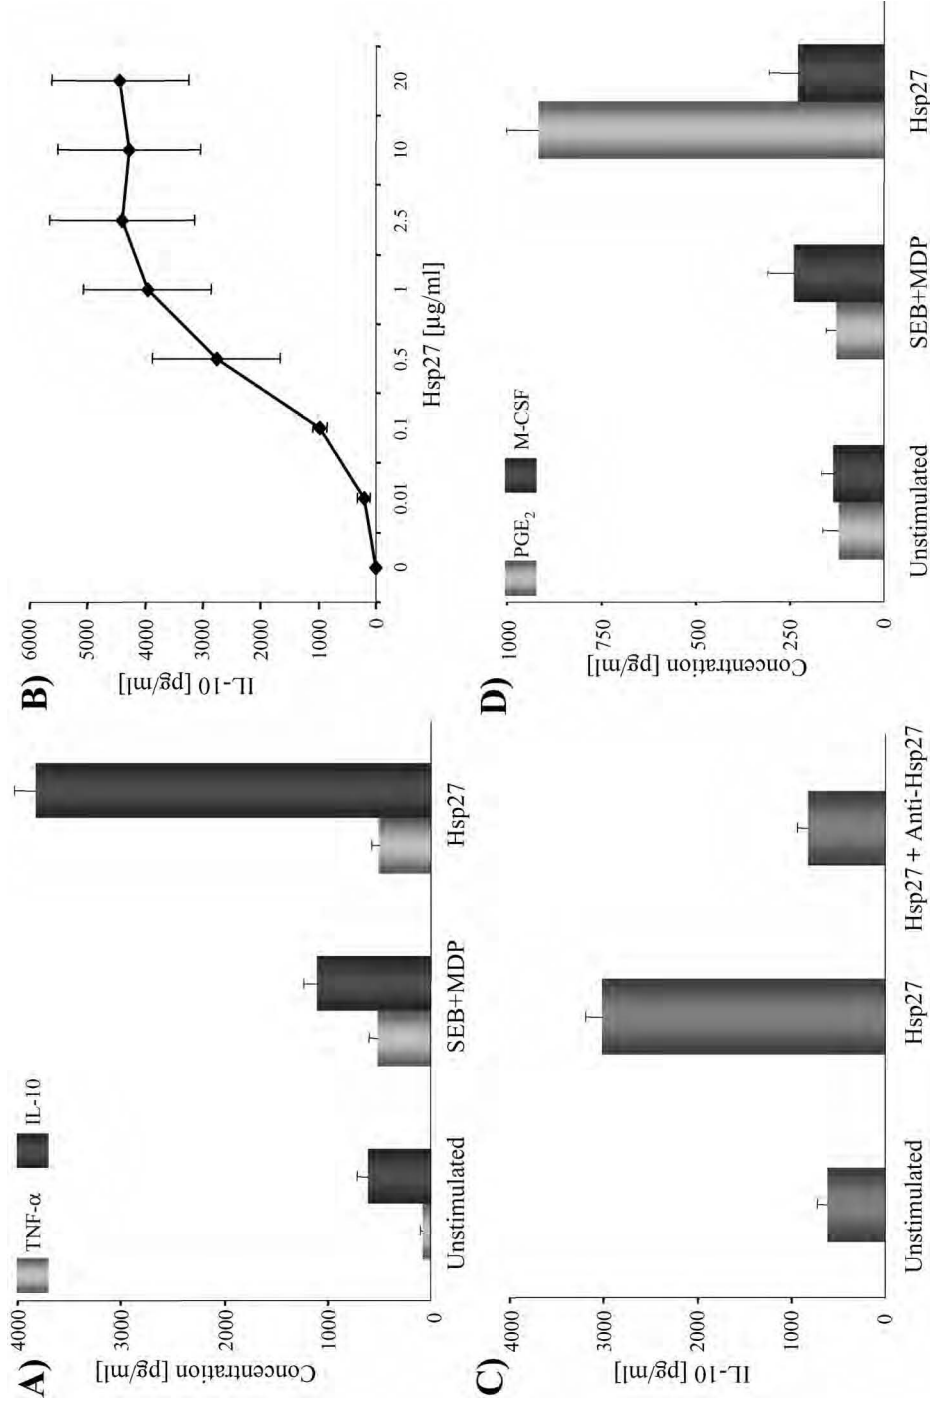 A)
TNF-α IL-10
4000
3000
2000
1000
0
Concentration [pg/ml]
Unstimulated SEB+MDP Hsp27
B)
6000
5000
4000
3000
2000
1000
0
IL-10 [pg/ml]
0 0.01 0.1 0.5 1 2.5 10 20
Hsp27 [µg/ml]
C)
4000
3000
2000
1000
0
IL-10 [pg/ml]
Unstimulated Hsp27 Hsp27 + Anti-Hsp27
D)
PGE₂ M-CSF
1000
750
500
250
0
Concentration [pg/ml]
Unstimulated SEB+MDP Hsp27